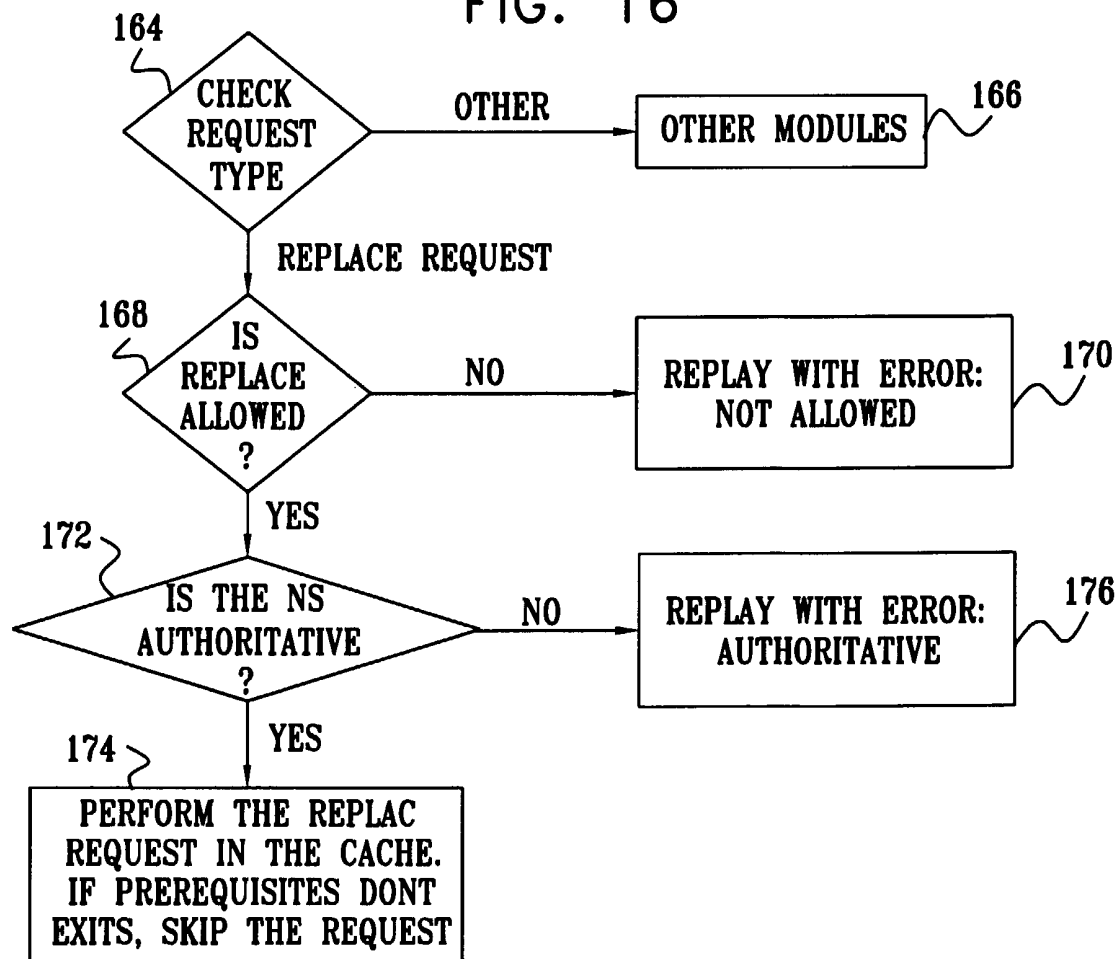 FIG. 16
164
CHECK
REQUEST
TYPE
OTHER
OTHER MODULES
166
REPLACE REQUEST
168
IS
REPLACE
ALLOWED
?
NO
REPLAY WITH ERROR:
NOT ALLOWED
170
YES
172
IS THE NS
AUTHORITATIVE
?
NO
REPLAY WITH ERROR:
AUTHORITATIVE
176
YES
174
PERFORM THE REPLAC
REQUEST IN THE CACHE.
IF PREREQUISITES DONT
EXITS, SKIP THE REQUEST